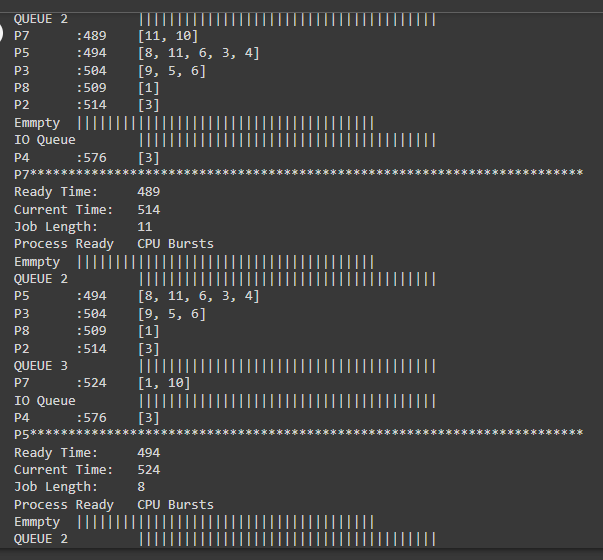 QUEUE 2 |||||||||||||||||||||||||||||||||||||||
P7 :489 [11, 10]
P5 :494 [8, 11, 6, 3, 4]
P3 :504 [9, 5, 6]
P8 :509 [1]
P2 :514 [3]
Emmpty |||||||||||||||||||||||||||||||||||||||
IO Queue |||||||||||||||||||||||||||||||||||||||
P4 :576 [3]
P7************************************************************************
Ready Time: 489
Current Time: 514
Job Length: 11
Process Ready CPU Bursts
Emmpty |||||||||||||||||||||||||||||||||||||||
QUEUE 2 |||||||||||||||||||||||||||||||||||||||
P5 :494 [8, 11, 6, 3, 4]
P3 :504 [9, 5, 6]
P8 :509 [1]
P2 :514 [3]
QUEUE 3 |||||||||||||||||||||||||||||||||||||||
P7 :524 [1, 10]
IO Queue |||||||||||||||||||||||||||||||||||||||
P4 :576 [3]
P5************************************************************************
Ready Time: 494
Current Time: 524
Job Length: 8
Process Ready CPU Bursts
Emmpty |||||||||||||||||||||||||||||||||||||||
QUEUE 2 |||||||||||||||||||||||||||||||||||||||